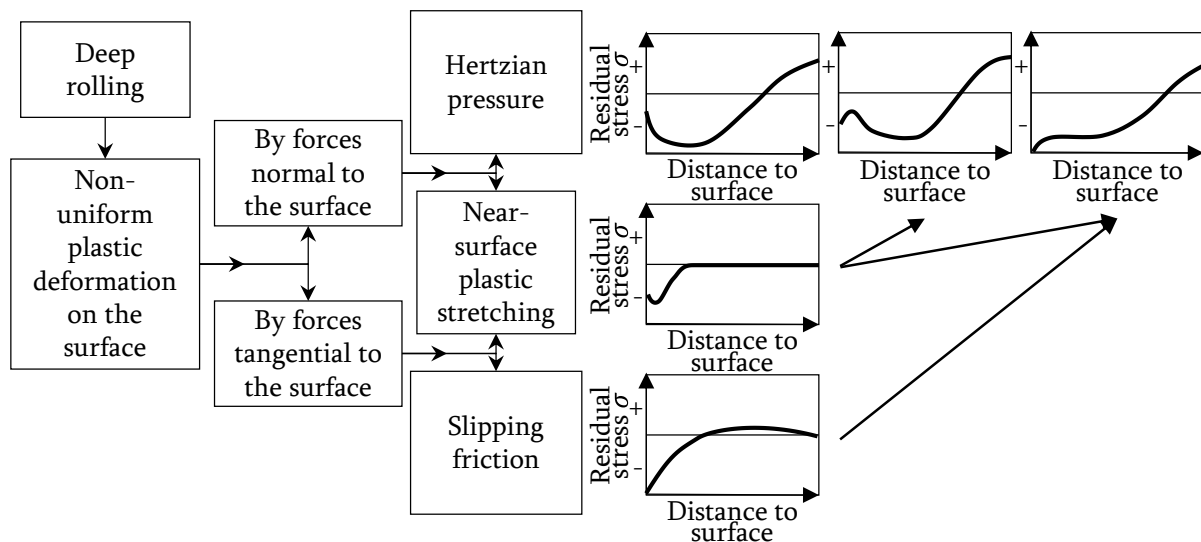 Deep
rolling
Non-
uniform
plastic
deformation
on the
surface
By forces
normal to
the surface
By forces
tangential to
the surface
Hertzian
pressure
Near-
surface
plastic
stretching
Slipping
friction
Residual
stress σ
+
–
Distance to
surface
+
–
Distance to
surface
+
–
Distance to
surface
Residual
stress σ
+
–
Distance to
surface
Residual
stress σ
+
–
Distance to
surface